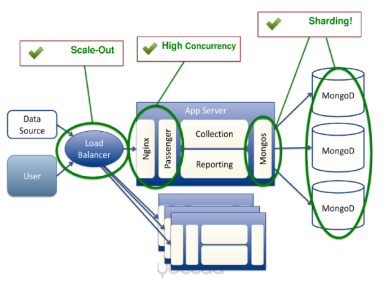 Scale-Out
High Concurrency
Sharding!
App Server
Data
Source
User
Load
Balancer
Nginx
Passenger
Collection
Reporting
Mongos
MongoD
MongoD
MongoD